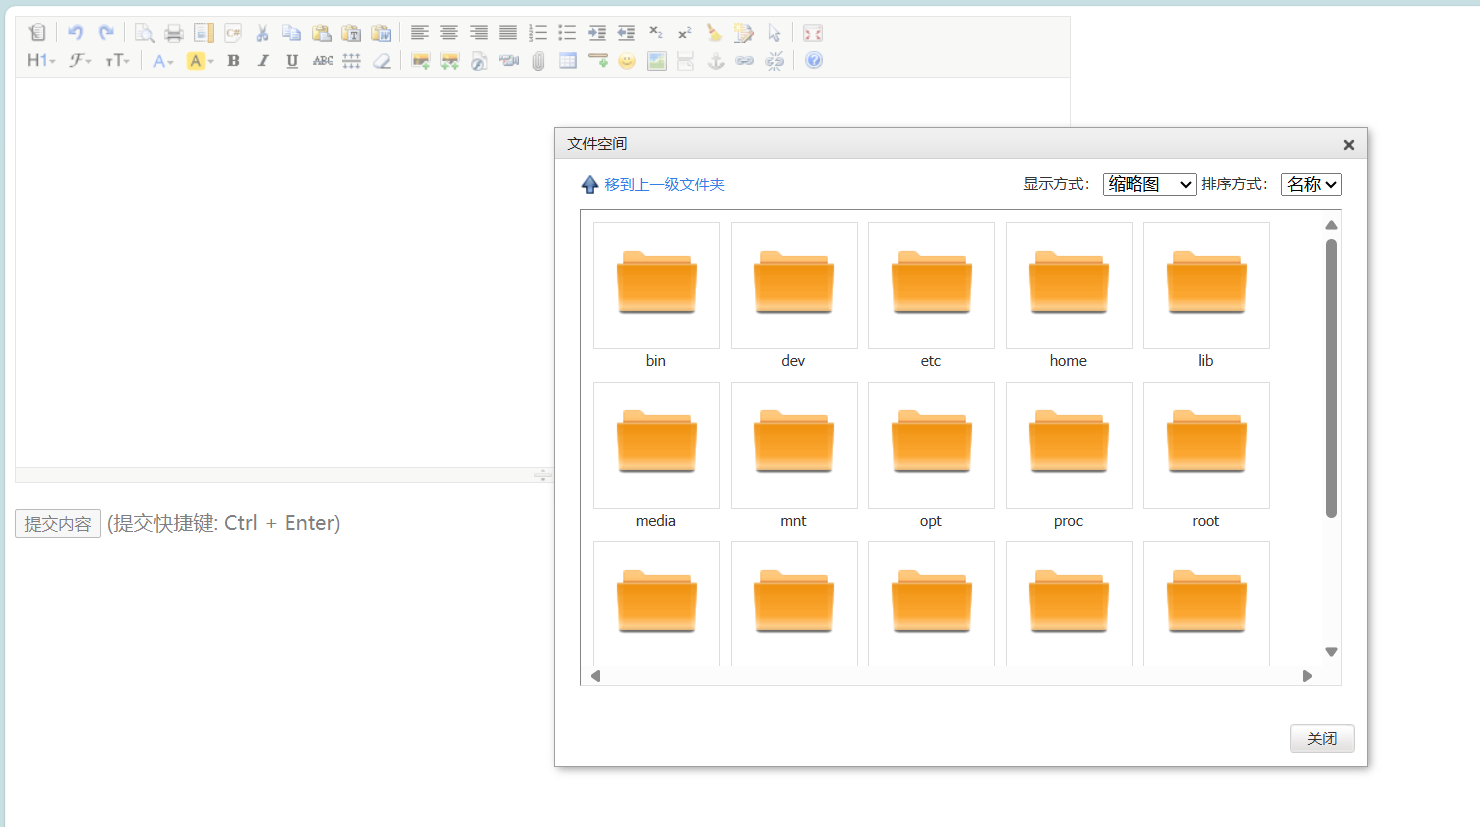 H1 F тT A A B I U ABC
文件空间
移到上一级文件夹 显示方式: 缩略图 排序方式: 名称
bin dev etc home lib
media mnt opt proc root
提交内容 (提交快捷键: Ctrl + Enter)
关闭